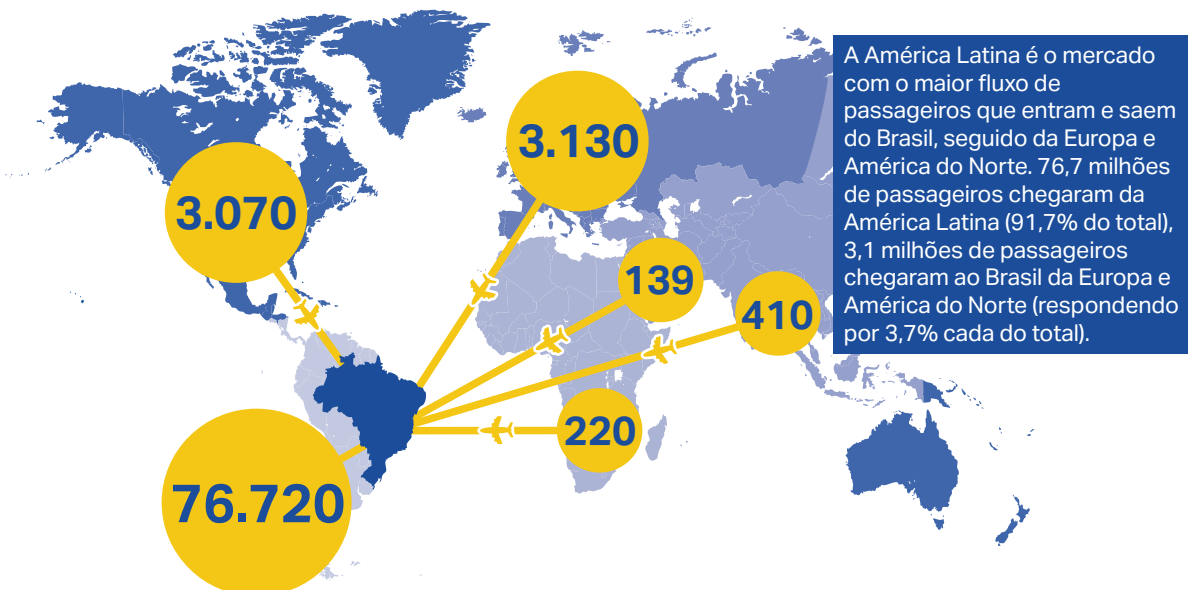 3.070
3.130
139
410
220
76.720
A América Latina é o mercado
com o maior fluxo de
passageiros que entram e saem
do Brasil, seguido da Europa e
América do Norte. 76,7 milhões
de passageiros chegaram da
América Latina (91,7% do total),
3,1 milhões de passageiros
chegaram ao Brasil da Europa e
América do Norte (respondendo
por 3,7% cada do total).